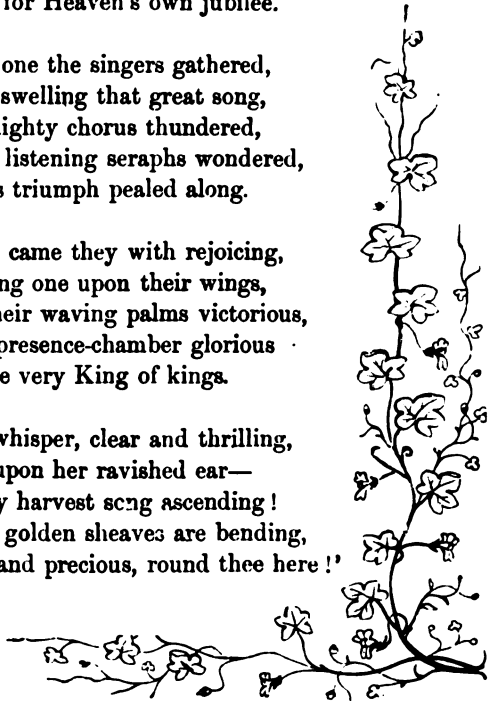 for Heaven's own jubilee.
one the singers gathered,
swelling that great song,
ighty chorus thundered,
listening seraphs wondered,
s triumph pealed along.
came they with rejoicing,
ng one upon their wings,
eir waving palms victorious,
presence-chamber glorious
e very King of kings.
whisper, clear and thrilling,
upon her ravished ear—
y harvest song ascending!
golden sheaves are bending,
and precious, round thee here!'